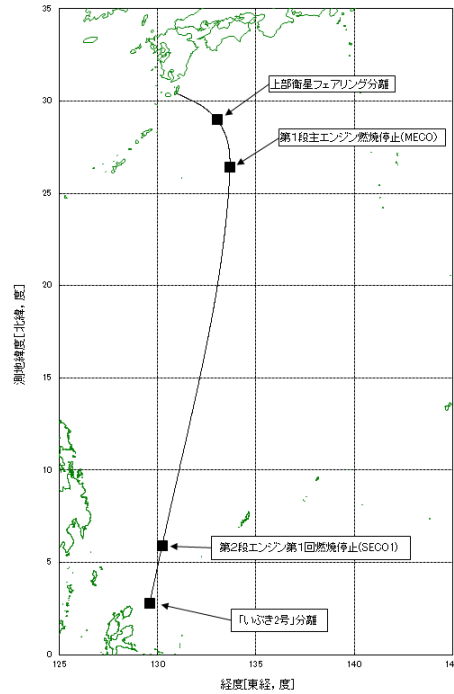 35
上部衛星フェアリング分離
30
第1段主エンジン燃焼停止(MECO)
25
20
測地緯度[北緯, 度]
15
10
第2段エンジン第1回燃焼停止(SECO1)
5
「いぶき2号」分離
0
125
130
135
140
14
経度[東経, 度]